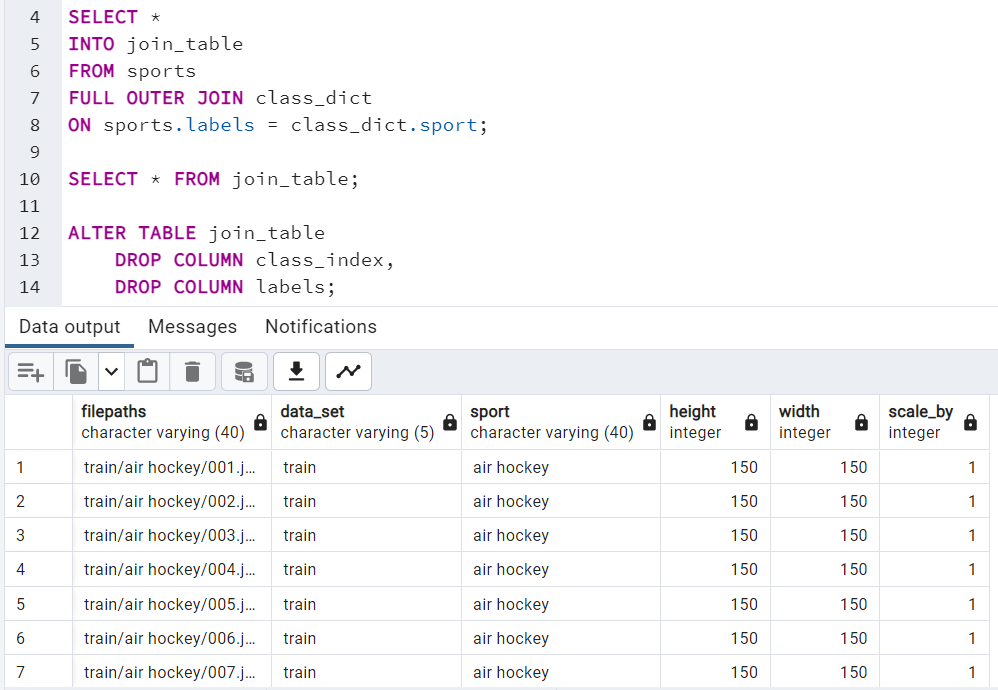 4 SELECT *
5 INTO join_table
6 FROM sports
7 FULL OUTER JOIN class_dict
8 ON sports.labels = class_dict.sport;
9
10 SELECT * FROM join_table;
11
12 ALTER TABLE join_table
13 DROP COLUMN class_index,
14 DROP COLUMN labels;
Data output Messages Notifications
filepaths data_set sport height width scale_by
character varying (40) character varying (5) character varying (40) integer integer integer
1 train/air hockey/001.j... train air hockey 150 150 1
2 train/air hockey/002.j... train air hockey 150 150 1
3 train/air hockey/003.j... train air hockey 150 150 1
4 train/air hockey/004.j... train air hockey 150 150 1
5 train/air hockey/005.j... train air hockey 150 150 1
6 train/air hockey/006.j... train air hockey 150 150 1
7 train/air hockey/007.j... train air hockey 150 150 1